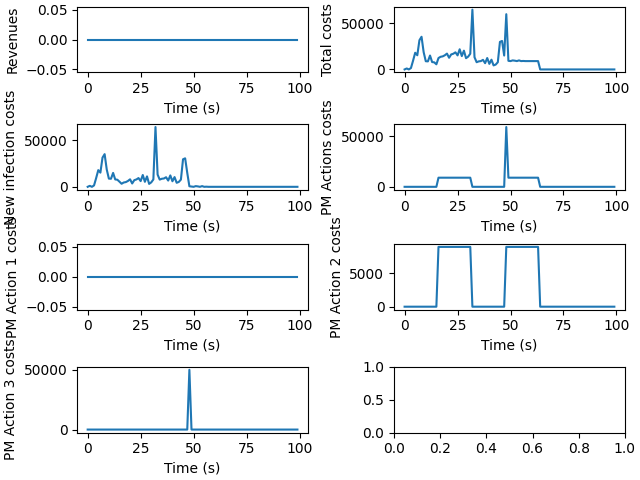 Revenues
0.05
0.00
−0.05
0 25 50 75 100
Time (s)
Total costs
50000
0
0 25 50 75 100
Time (s)
New infection costs
50000
0
0 25 50 75 100
Time (s)
PM Actions costs
50000
0
0 25 50 75 100
Time (s)
PM Action 1 costs
0.05
0.00
−0.05
0 25 50 75 100
Time (s)
PM Action 2 costs
5000
0
0 25 50 75 100
Time (s)
PM Action 3 costs
50000
0
0 25 50 75 100
Time (s)
1.0
0.5
0.0
0.0 0.2 0.4 0.6 0.8 1.0